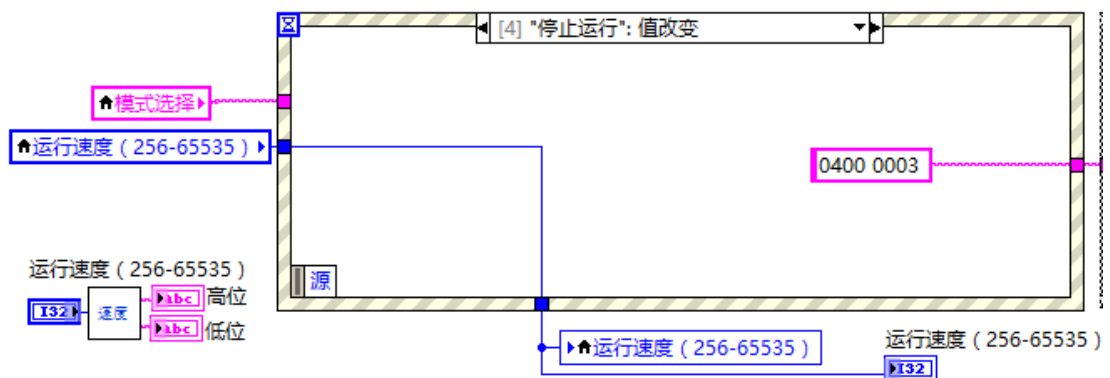 [4] "停止运行": 值改变
模式选择
运行速度（256-65535）
0400 0003
源
运行速度（256-65535）
I32
速度
abc
高位
abc
低位
运行速度（256-65535）
运行速度（256-65535）
I32